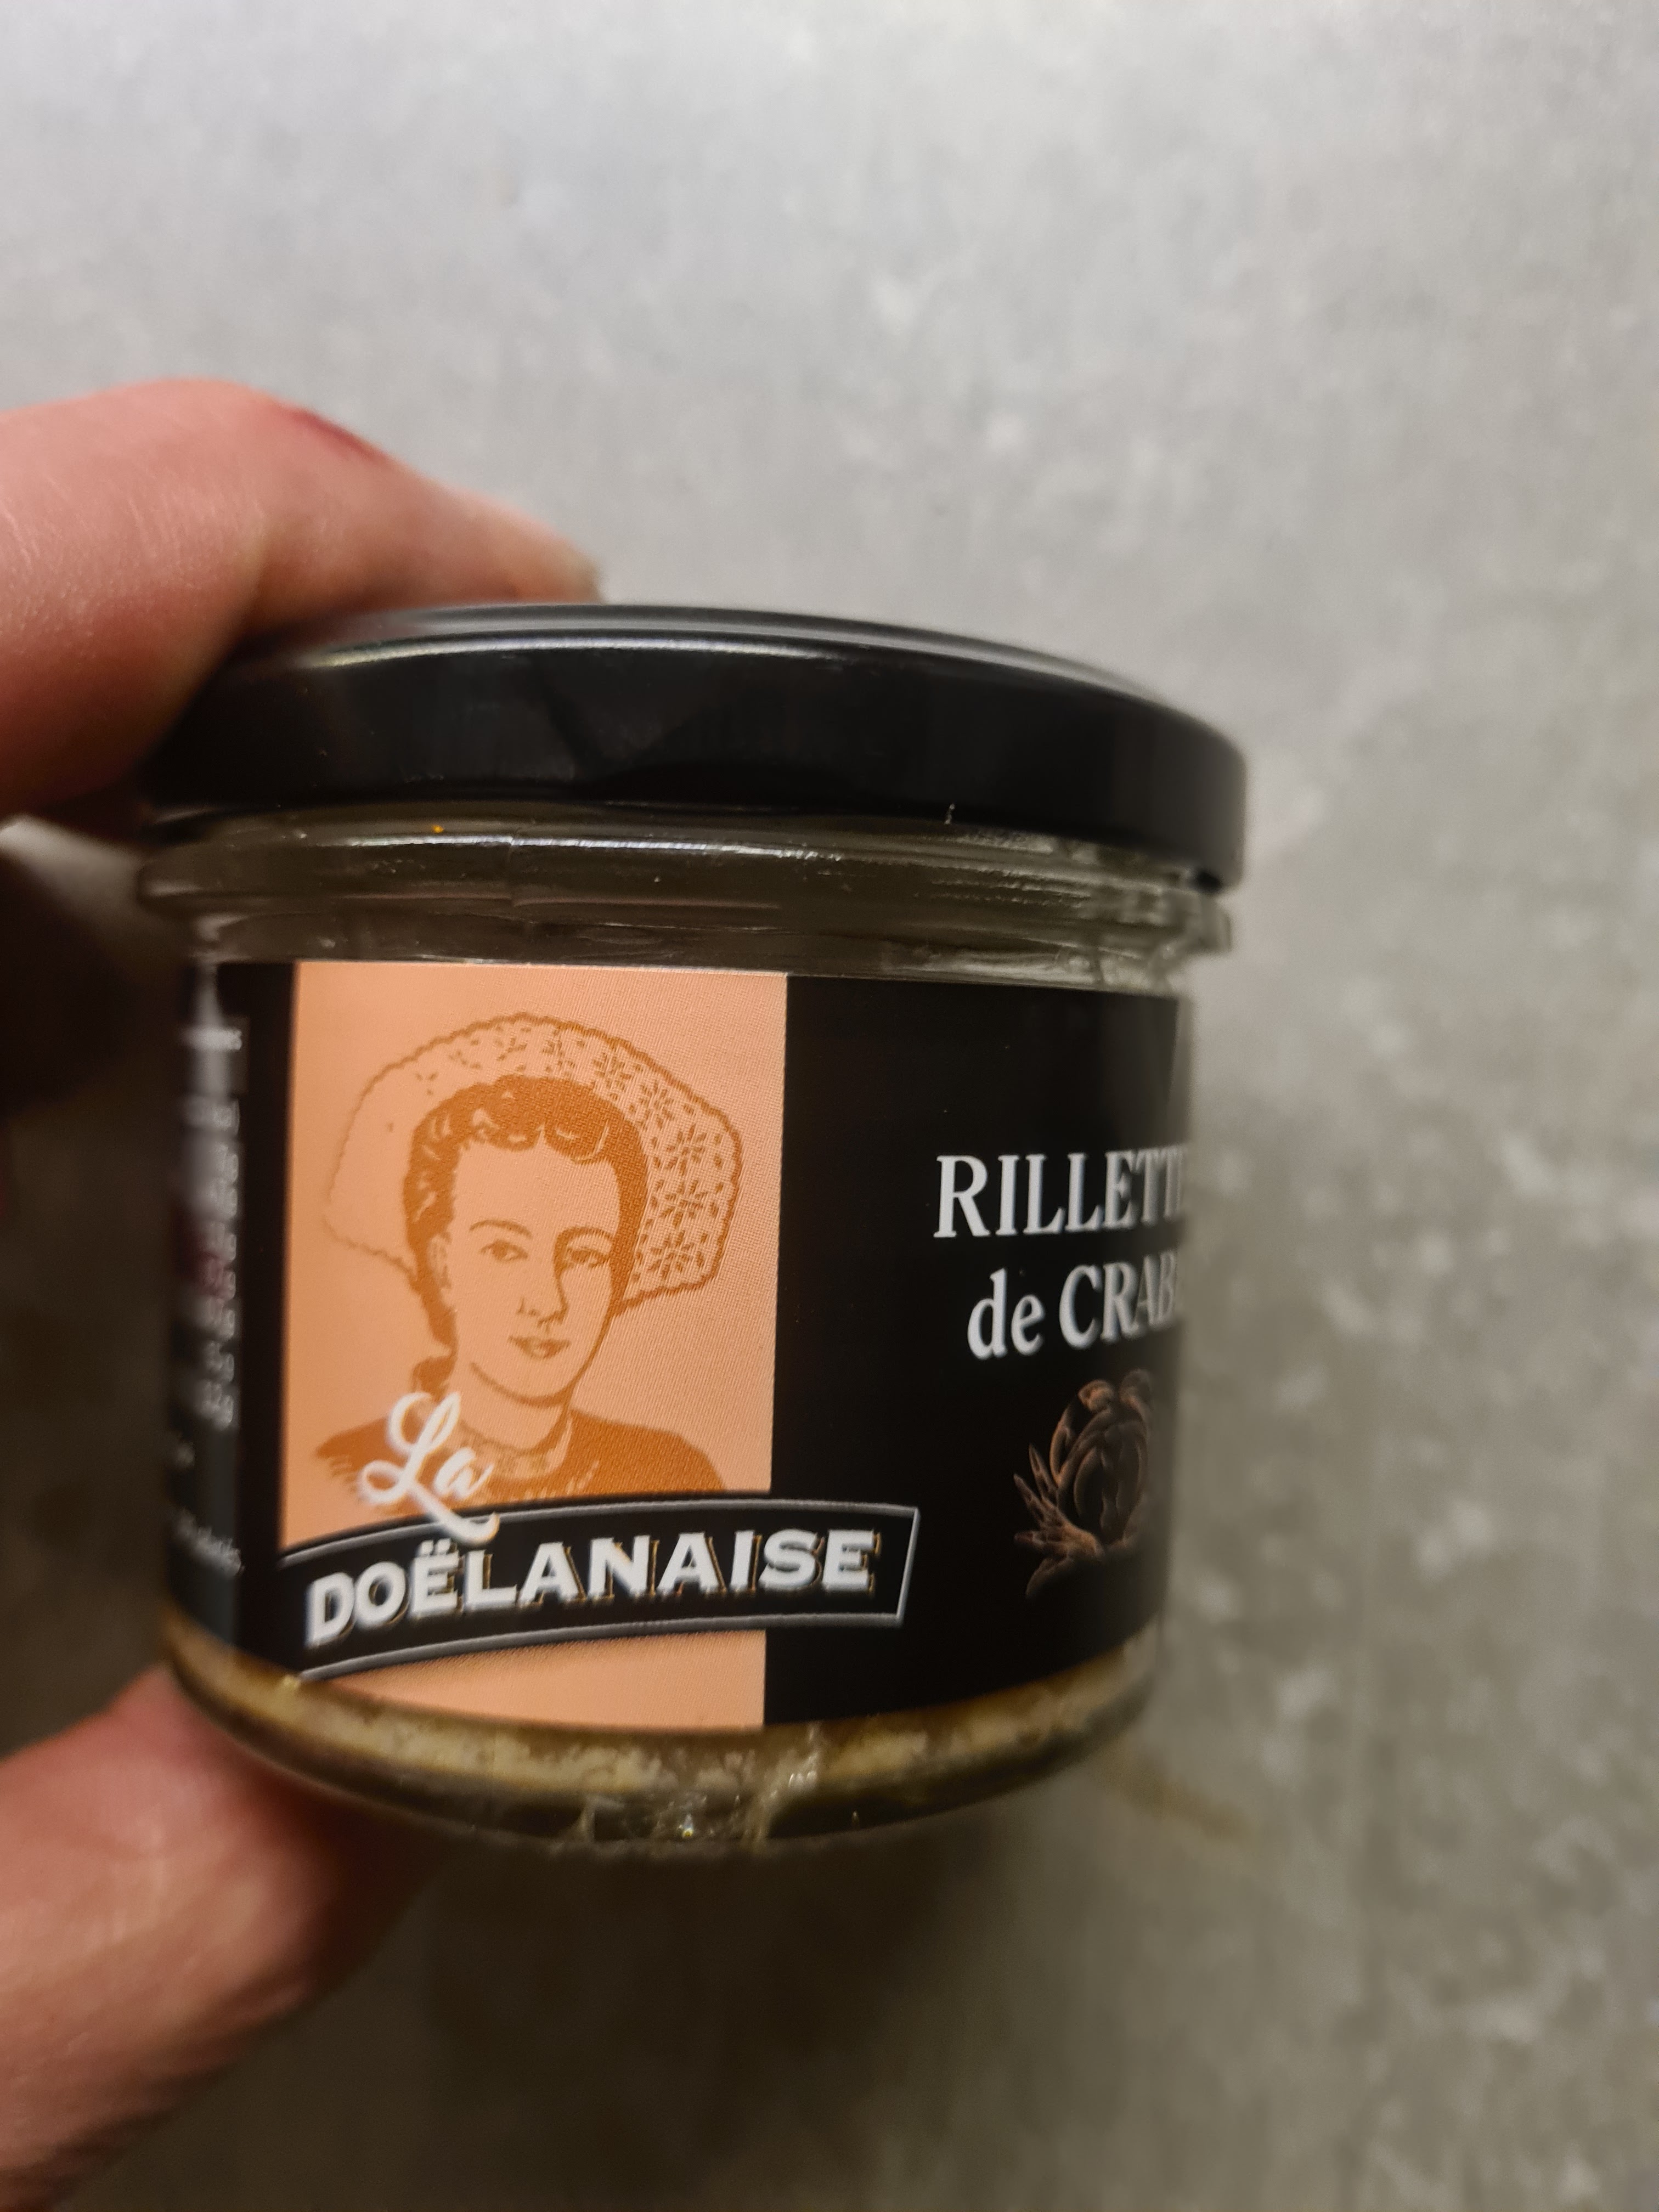 RILLETT
de CRAB
La
DOËLANAISE